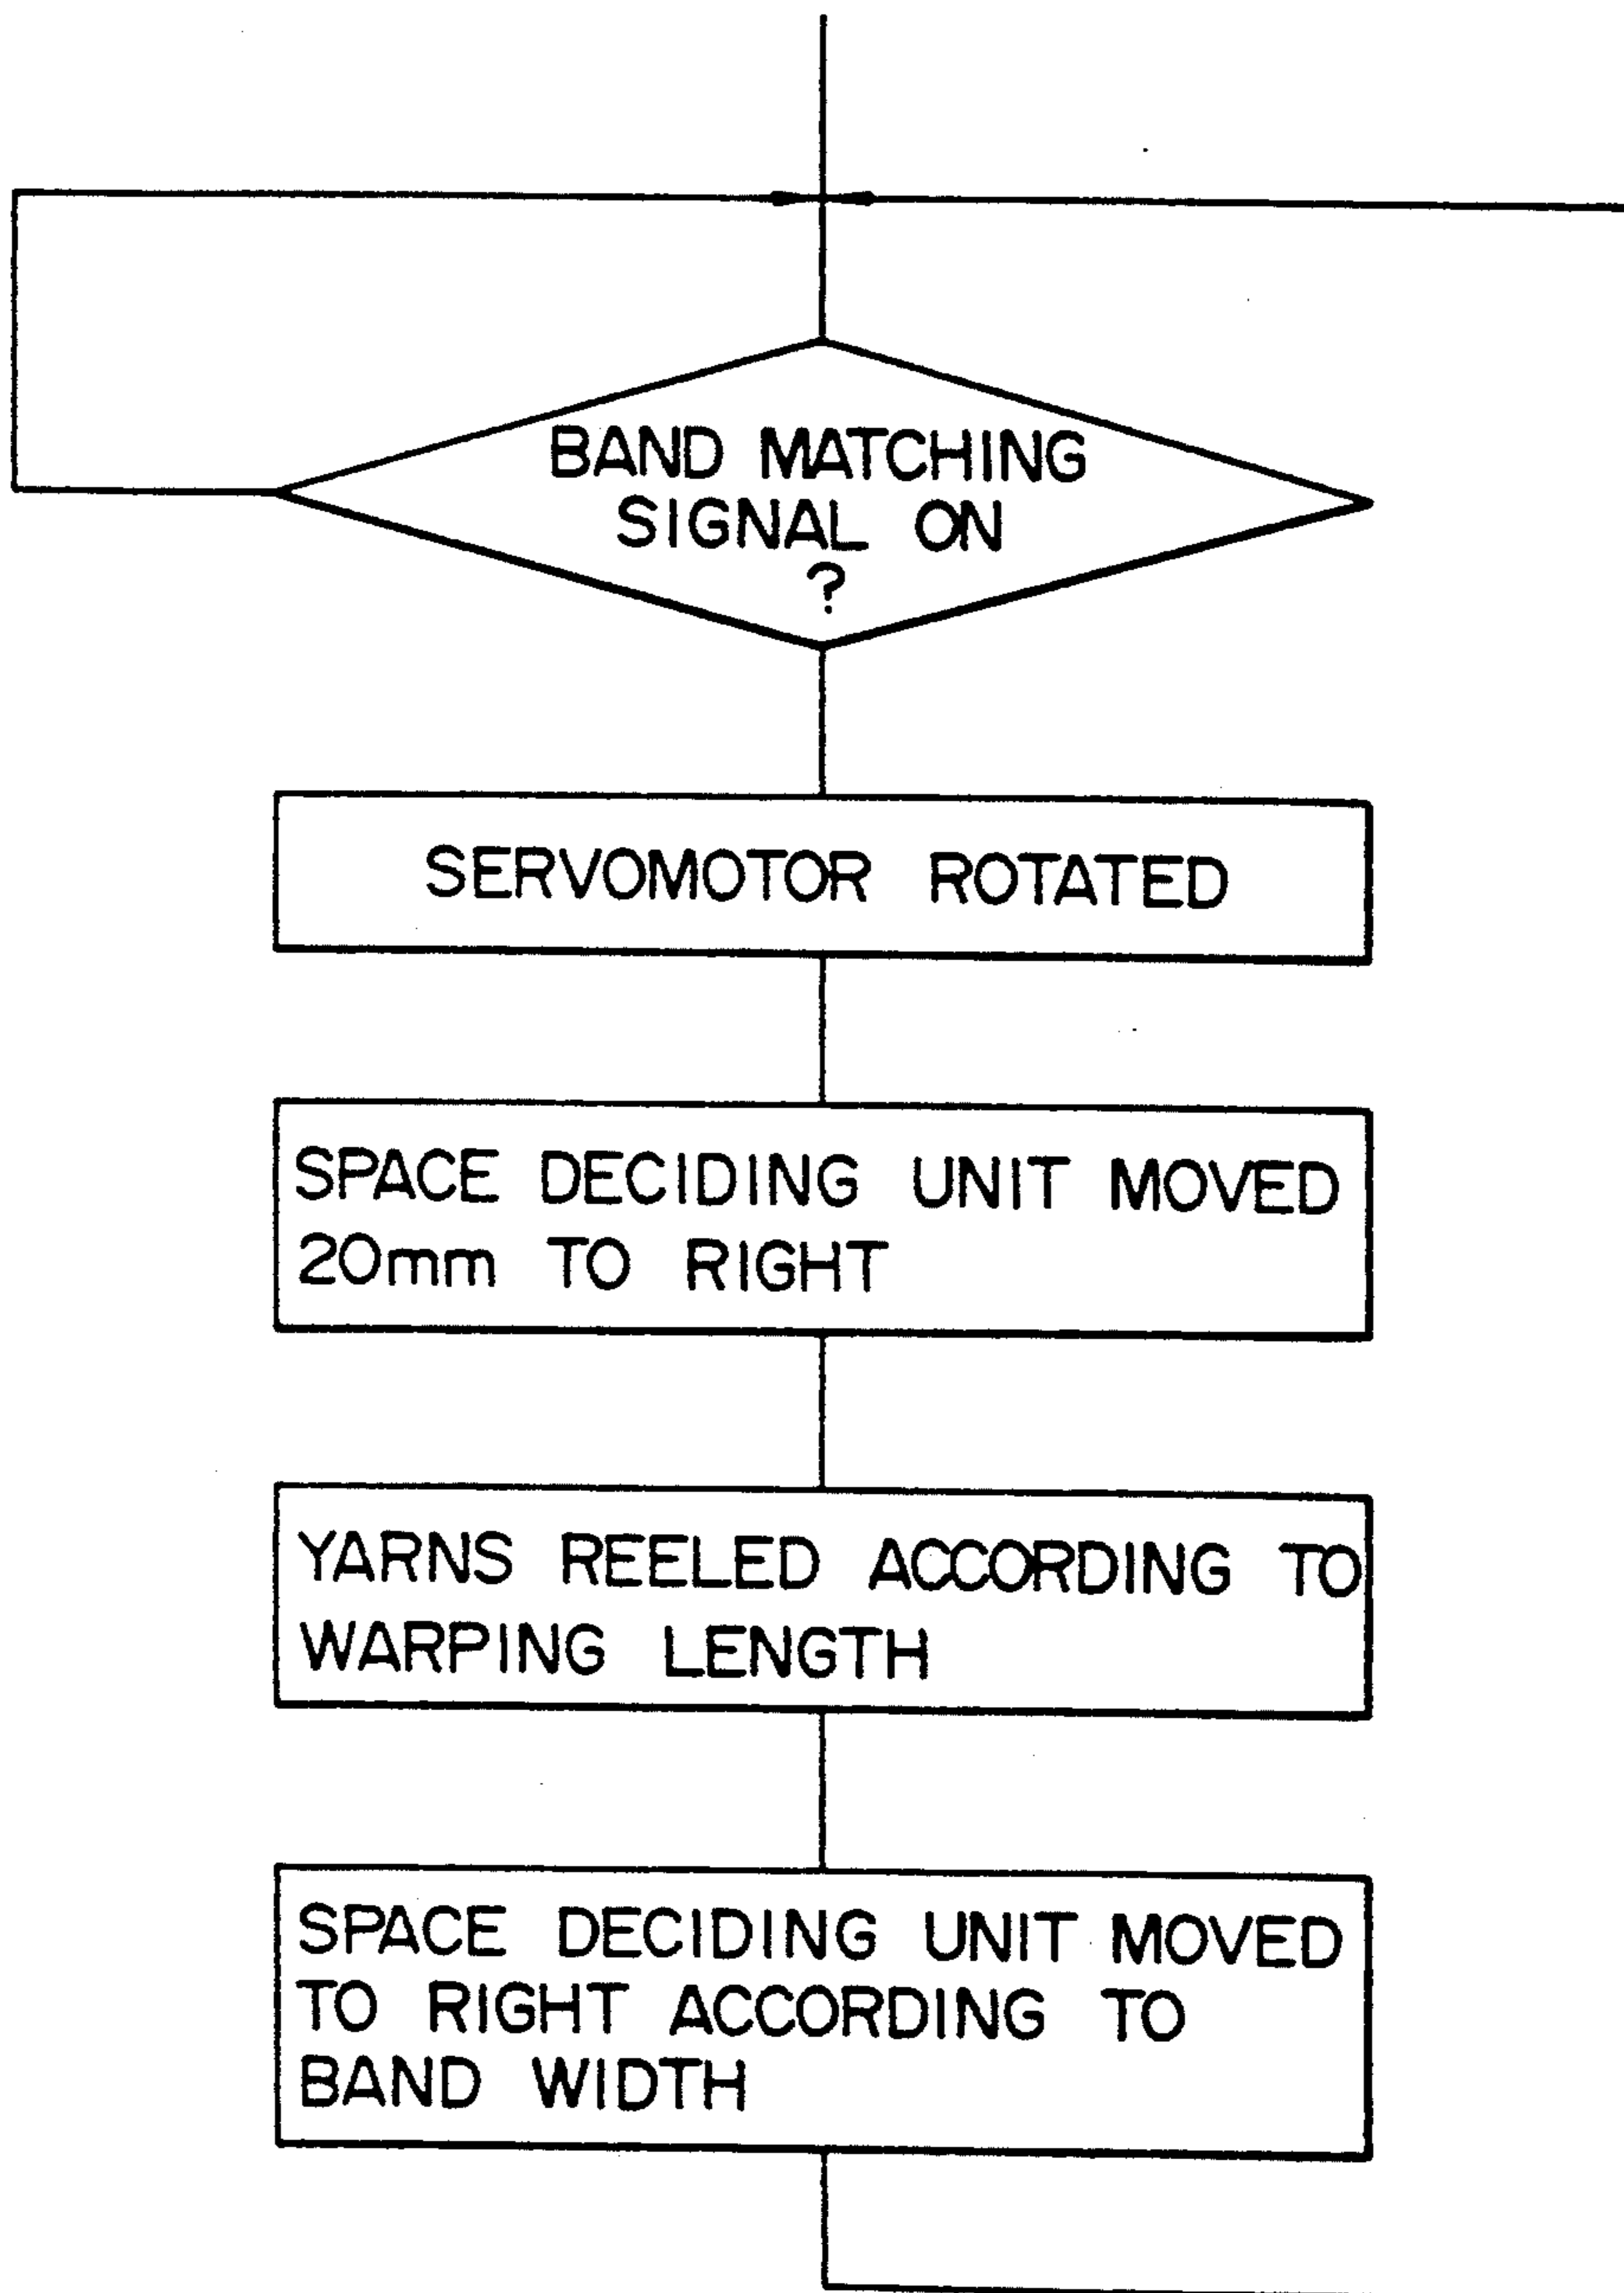 BAND MATCHING
SIGNAL ON
?
SERVOMOTOR ROTATED
SPACE DECIDING UNIT MOVED
20mm TO RIGHT
YARNS REELED ACCORDING TO
WARPING LENGTH
SPACE DECIDING UNIT MOVED
TO RIGHT ACCORDING TO
BAND WIDTH